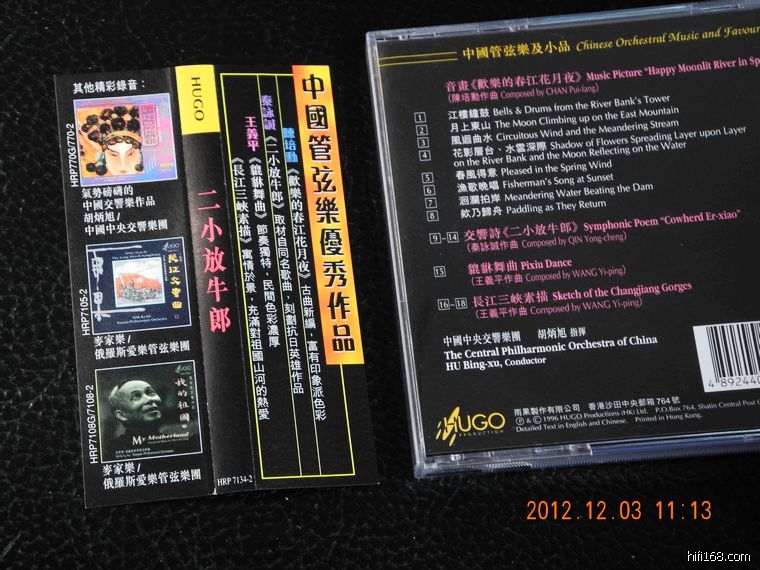 其他精彩錄音：
HRP770G/770-2
氣勢磅礴的
中國交響樂作品
胡炳旭/
中國中央交響樂團
HRP7105-2
HUGO
長江交響曲
麥家樂/
俄羅斯愛樂管弦樂團
HRP7108G/7108-2
我的祖國
My Motherland
麥家樂/
俄羅斯愛樂管弦樂團
HUGO
二小放牛郎
HRP 7134-2
中國管弦樂優秀作品
陳培勳《歡樂的春江花月夜》古曲新編，富有印象派色彩
秦詠誠《二小放牛郎》取材自同名歌曲，刻劃抗日英雄作品
王義平《貔貅舞曲》節奏獨特，民間色彩濃厚
《長江三峽素描》寓情於景，充滿對祖國山河的熱愛
中國管弦樂及小品 Chinese Orchestral Music and Favou
音畫《歡樂的春江花月夜》 Music Picture "Happy Moonlit River in Sp
(陳培勳作曲 Composed by CHAN Pui-fang)
1 江樓鐘鼓 Bells & Drums from the River Bank's Tower
2 月上東山 The Moon Climbing up on the East Mountain
3 風迴曲水 Circuitous Wind and the Meandering Stream
4 花影層台、水雲深際 Shadow of Flowers Spreading Layer upon Layer
on the River Bank and the Moon Reflecting on the Water
5 春風得意 Pleased in the Spring Wind
6 漁歌晚唱 Fisherman's Song at Sunset
7 洄瀾拍岸 Meandering Water Beating the Dam
8 欸乃歸舟 Paddling as They Return
9 - 14 交響詩《二小放牛郎》 Symphonic Poem "Cowherd Er-xiao"
(秦詠誠作曲 Composed by QIN Yong-cheng)
15 貔貅舞曲 Pixiu Dance
(王義平作曲 Composed by WANG Yi-ping)
16 - 18 長江三峽素描 Sketch of the Changjiang Gorges
(王義平作曲 Composed by WANG Yi-ping)
中國中央交響樂團 胡炳旭 指揮
The Central Philharmonic Orchestra of China
HU Bing-xu, Conductor
4 892440
HUGO
PRODUCTION
雨果製作有限公司 香港沙田中央郵箱 764 號
℗ & © 1996 HUGO Productions (HK) Ltd. P.O.Box 764, Shatin Central Post O
Detailed Text in English and Chinese. Printed in Hong Kong.
2012.12.03 11:13
hifi168.com